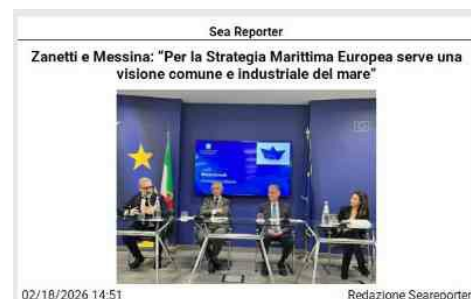 Sea Reporter
Zanetti e Messina: “Per la Strategia Marittima Europea serve una
visione comune e industriale del mare”
02/18/2026 14:51
Redazione Seareporter